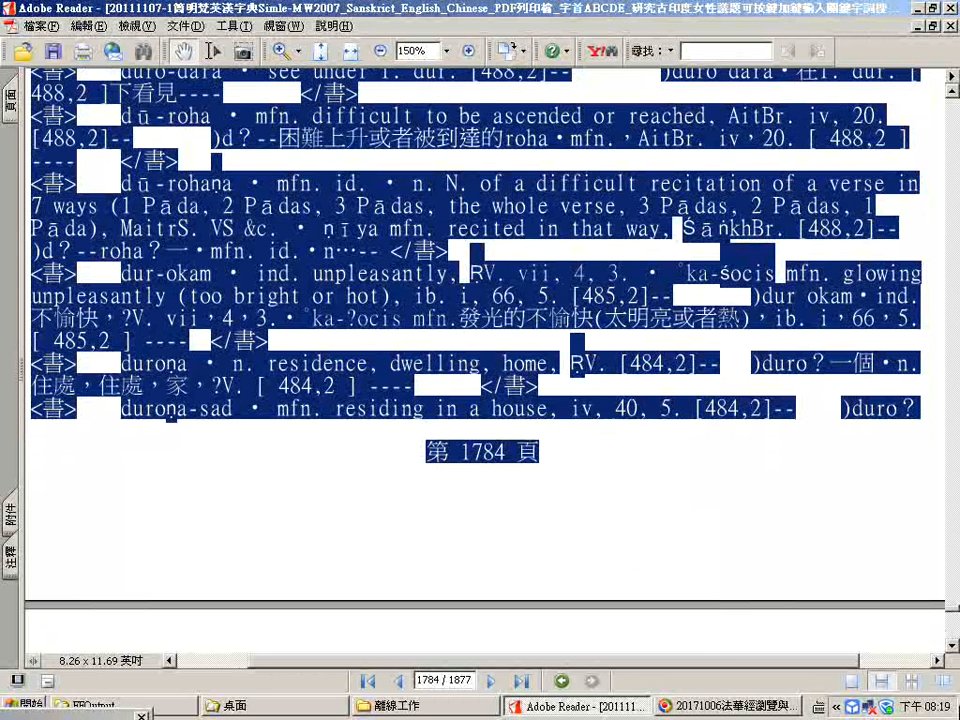 Adobe Reader - [20111107-1簡明梵英漢字典Simle-MW2007_Sanskrict_English_Chinese_PDF列印檔_字首ABCDE_研究古印度女性議題可按鍵加鍵輸入關鍵字詞搜
檔案(F) 編輯(E) 檢視(V) 文件(D) 工具(T) 視窗(W) 說明(H)
150% 尋找：
頁面
<書> duro-dara • see under 1. dur. [488,2]-- )duro dara•在1. dur. [
488,2 ]下看見---- </書>
<書> dū-roha • mfn. difficult to be ascended or reached, AitBr. iv, 20.
[488,2]-- )d？--困難上升或者被到達的roha•mfn.，AitBr. iv，20. [ 488,2 ]
---- </書>
<書> dū-rohaṇa • mfn. id. • n. N. of a difficult recitation of a verse in
7 ways (1 Pāda, 2 Pādas, 3 Pādas, the whole verse, 3 Pādas, 2 Pādas, 1
Pāda), MaitrS. VS &c. • ṇīya mfn. recited in that way, ŚāṅkhBr. [488,2]--
)d？--roha？一•mfn. id.•n…-- </書>
<書> dur-okam • ind. unpleasantly, ṚV. vii, 4, 3. • °ka-śocis mfn. glowing
unpleasantly (too bright or hot), ib. i, 66, 5. [485,2]-- )dur okam•ind.
不愉快，?V. vii，4，3.•°ka-?ocis mfn.發光的不愉快(太明亮或者熱)，ib. i，66，5.
[ 485,2 ] ---- </書>
<書> duroṇa • n. residence, dwelling, home, ṚV. [484,2]-- )duro？一個•n.
住處，住處，家，?V. [ 484,2 ] ---- </書>
<書> duroṇa-sad • mfn. residing in a house, iv, 40, 5. [484,2]-- )duro？
第 1784 頁
附件
注釋
8.26 x 11.69 英吋
1784 / 1877
開始 FFOutput 桌面 離線工作 Adobe Reader - [201111... 20171006法華經瀏覽與... 下午 08:19